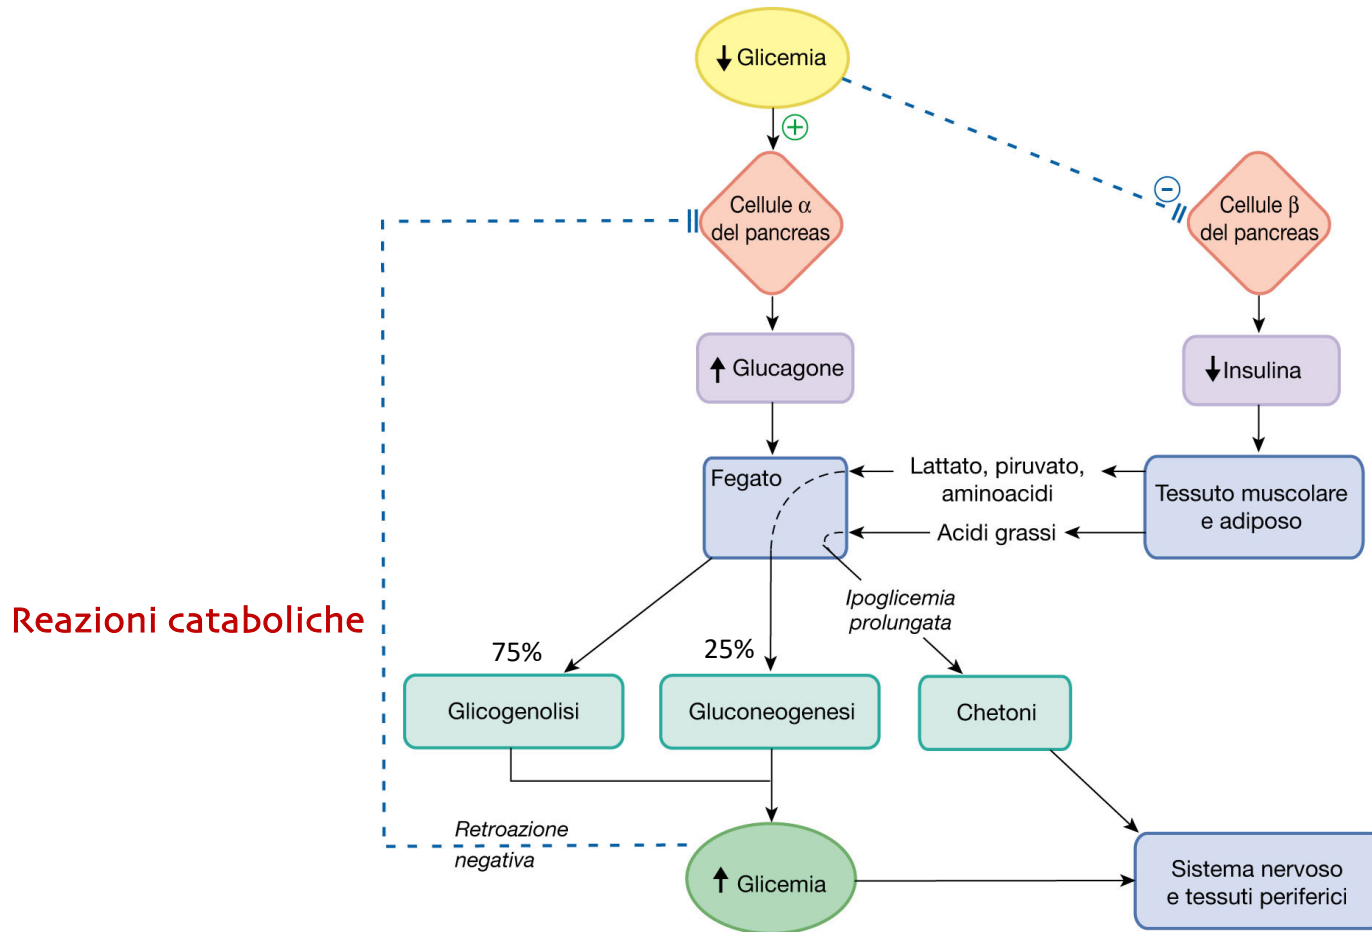 ↓ Glicemia
+
−
Cellule α
del pancreas
Cellule β
del pancreas
↑ Glucagone
↓ Insulina
Fegato
Lattato, piruvato,
aminoacidi
Acidi grassi
Tessuto muscolare
e adiposo
Ipoglicemia
prolungata
Reazioni cataboliche
75%
25%
Glicogenolisi
Gluconeogenesi
Chetoni
Retroazione
negativa
↑ Glicemia
Sistema nervoso
e tessuti periferici